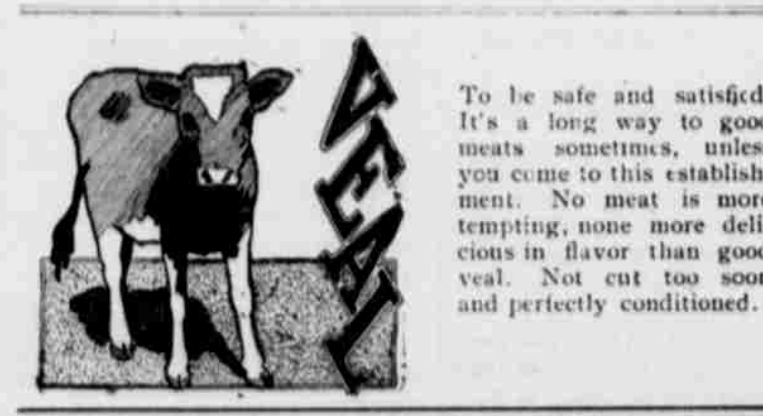 VEAL
To be safe and satisfied
It's a long way to good
meats sometimes, unless
you come to this establish
ment. No meat is more
tempting, none more deli
cious in flavor than good
veal. Not cut too soon
and perfectly conditioned.